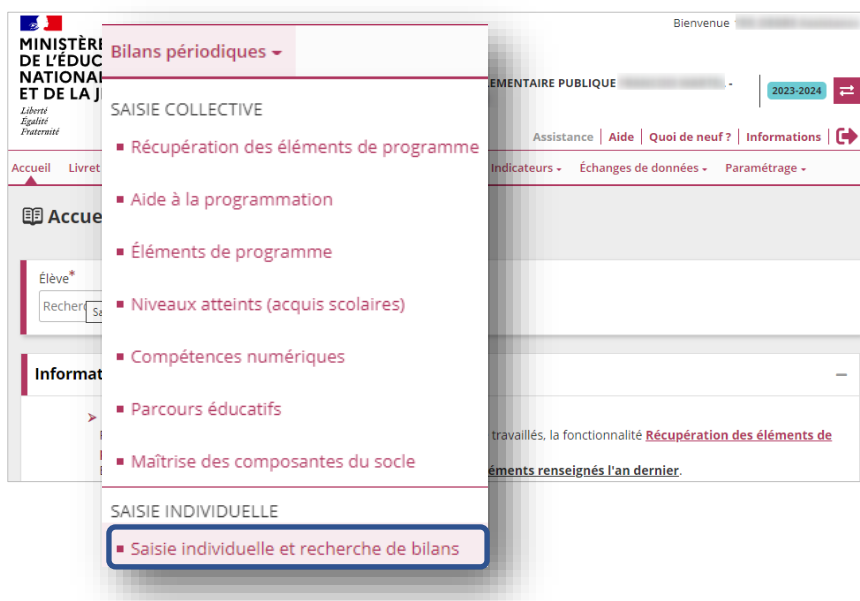 Bienvenue
MINISTÈRE
DE L'ÉDUC
NATIONA
ET DE LA J
Liberté
Égalité
Fraternité
EMENTAIRE PUBLIQUE
2023-2024
Assistance | Aide | Quoi de neuf ? | Informations
Accueil Livret
Indicateurs Échanges de données Paramétrage
Accue
Élève*
Recherc
Sa
Informat
travaillés, la fonctionnalité Récupération des éléments de
éments renseignés l'an dernier.
Bilans périodiques
SAISIE COLLECTIVE
Récupération des éléments de programme
Aide à la programmation
Éléments de programme
Niveaux atteints (acquis scolaires)
Compétences numériques
Parcours éducatifs
Maîtrise des composantes du socle
SAISIE INDIVIDUELLE
Saisie individuelle et recherche de bilans